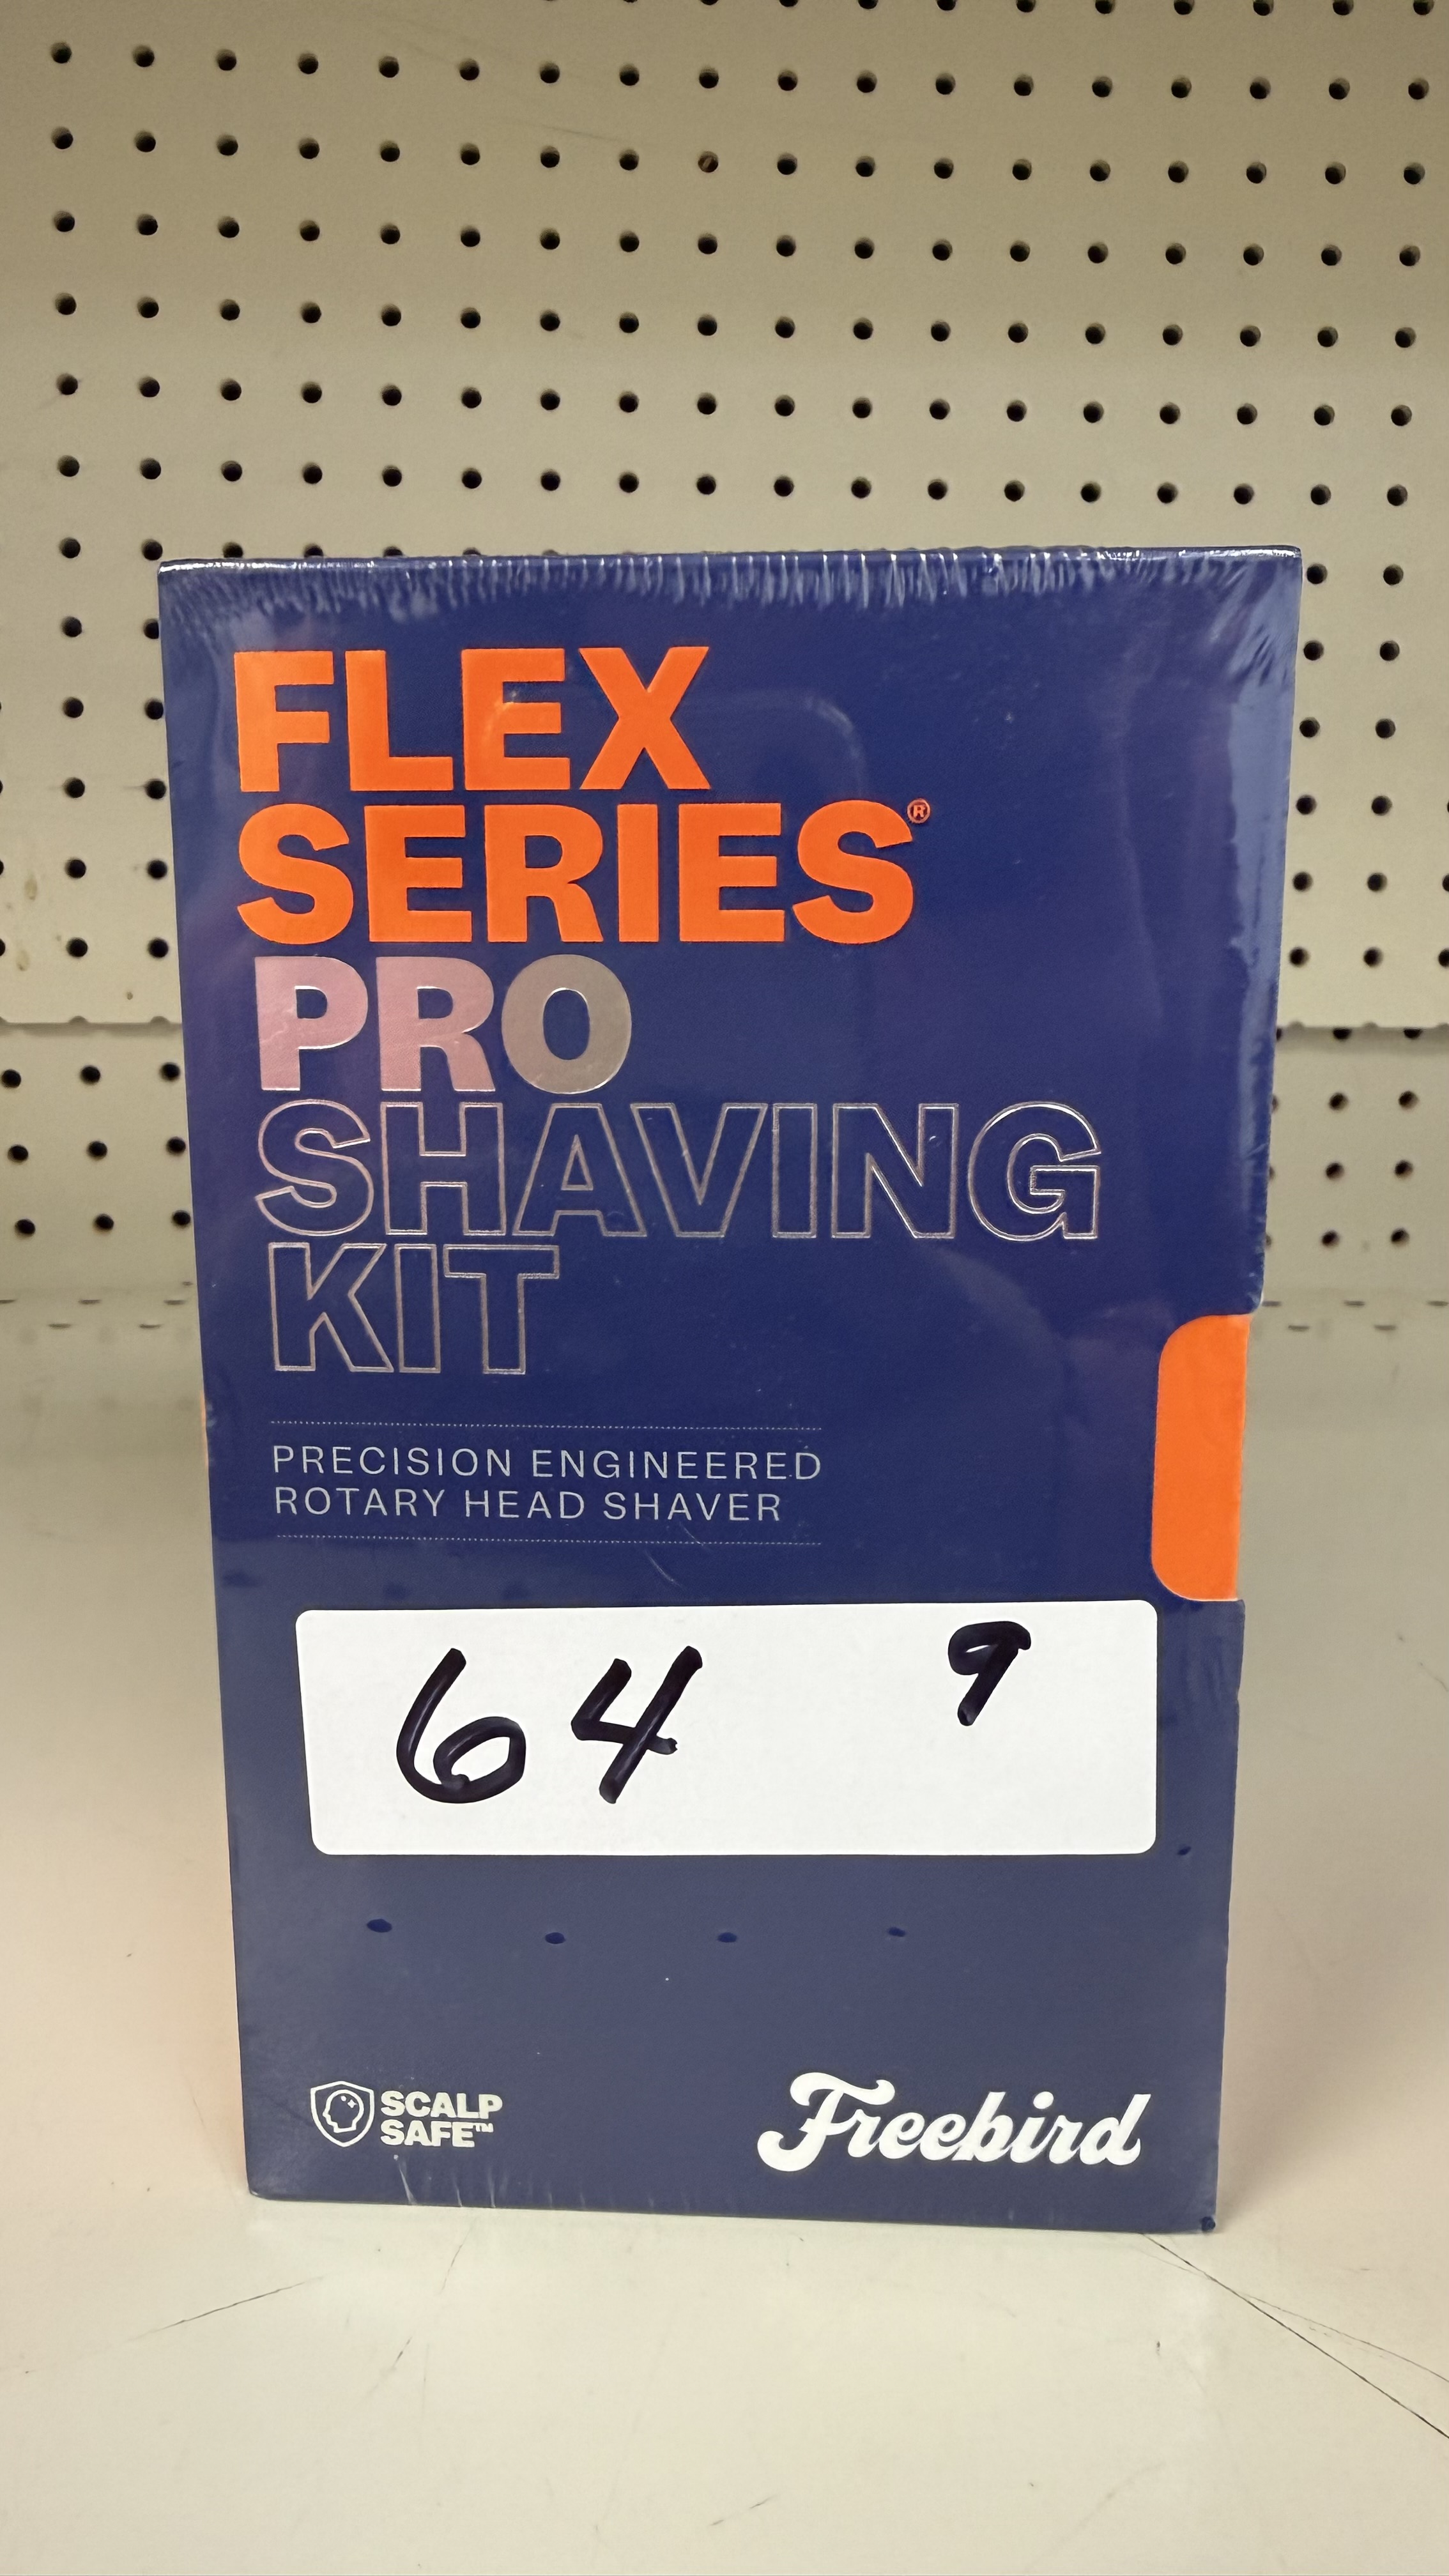 FLEX
SERIES®
PRO
SHAVING
KIT
PRECISION ENGINEERED
ROTARY HEAD SHAVER
64 9
SCALP
SAFE™
Freebird